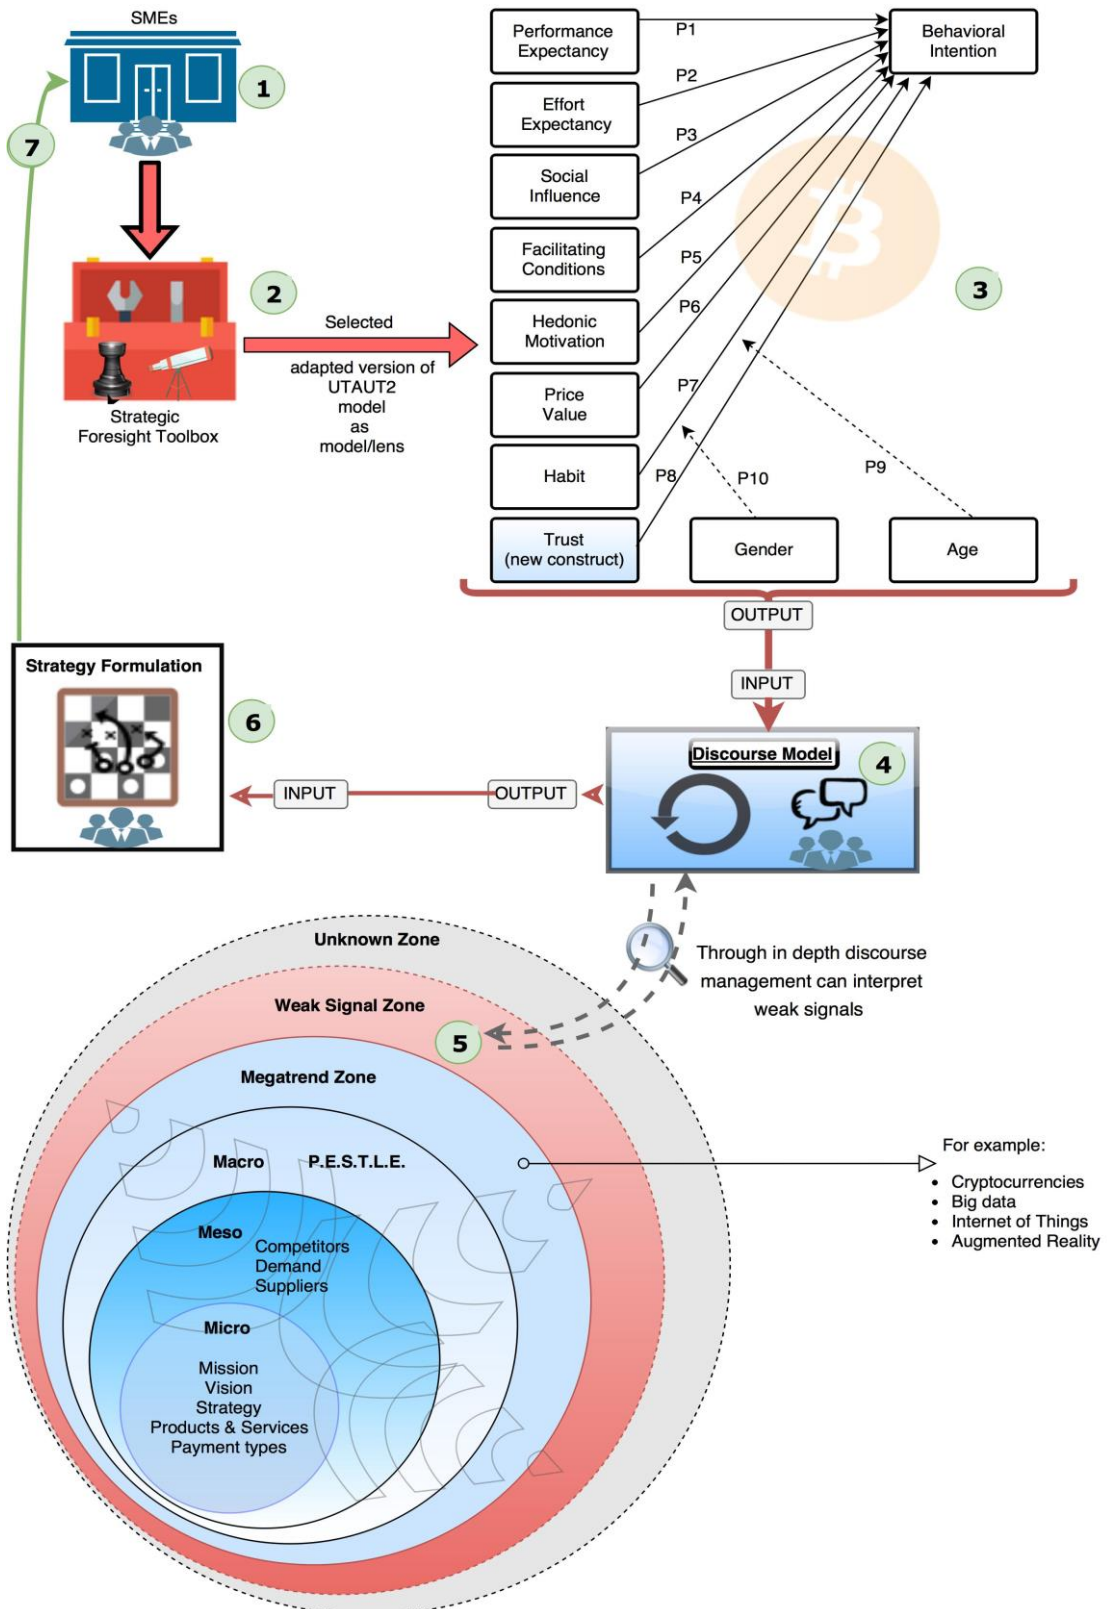 SMEs
1
7
2
Strategic
Foresight Toolbox
Selected
adapted version of
UTAUT2
model
as
model/lens
Performance
Expectancy
Effort
Expectancy
Social
Influence
Facilitating
Conditions
Hedonic
Motivation
Price
Value
Habit
Trust
(new construct)
P1
P2
P3
P4
P5
P6
P7
P8
P10
P9
Behavioral
Intention
3
Gender
Age
OUTPUT
INPUT
Discourse Model
4
OUTPUT
INPUT
Strategy Formulation
6
Through in depth discourse
management can interpret
weak signals
5
Unknown Zone
Weak Signal Zone
Megatrend Zone
Macro
P.E.S.T.L.E.
Meso
Competitors
Demand
Suppliers
Micro
Mission
Vision
Strategy
Products & Services
Payment types
For example:
• Cryptocurrencies
• Big data
• Internet of Things
• Augmented Reality